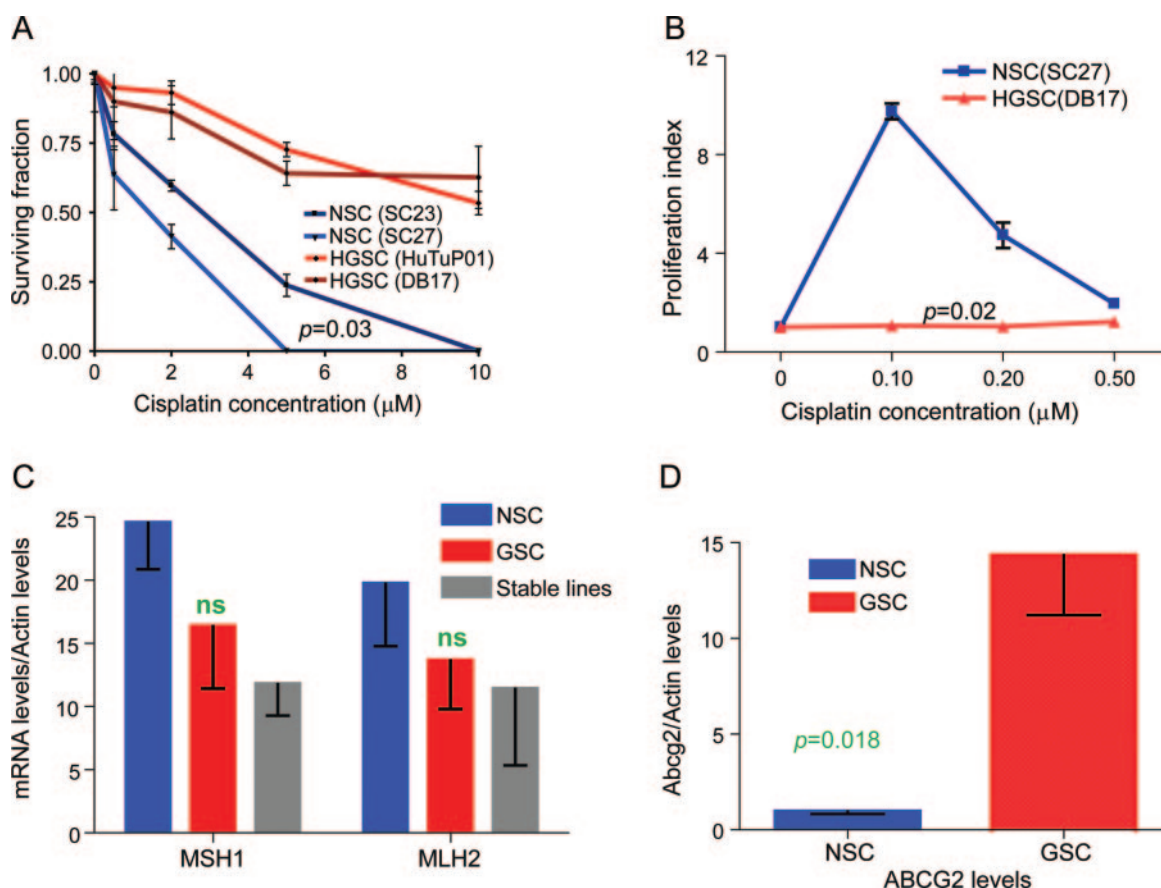 A
1.00
0.75
0.50
0.25
0.00
Surviving fraction
NSC (SC23)
NSC (SC27)
HGSC (HuTuP01)
HGSC (DB17)
p=0.03
0 2 4 6 8 10
Cisplatin concentration (μM)
B
12
8
4
0
Proliferation index
NSC(SC27)
HGSC(DB17)
p=0.02
0 0.10 0.20 0.50
Cisplatin concentration (μM)
C
25
20
15
10
5
0
mRNA levels/Actin levels
NSC
GSC
Stable lines
ns
ns
MSH1 MLH2
D
15
10
5
0
Abcg2/Actin levels
NSC
GSC
p=0.018
NSC GSC
ABCG2 levels